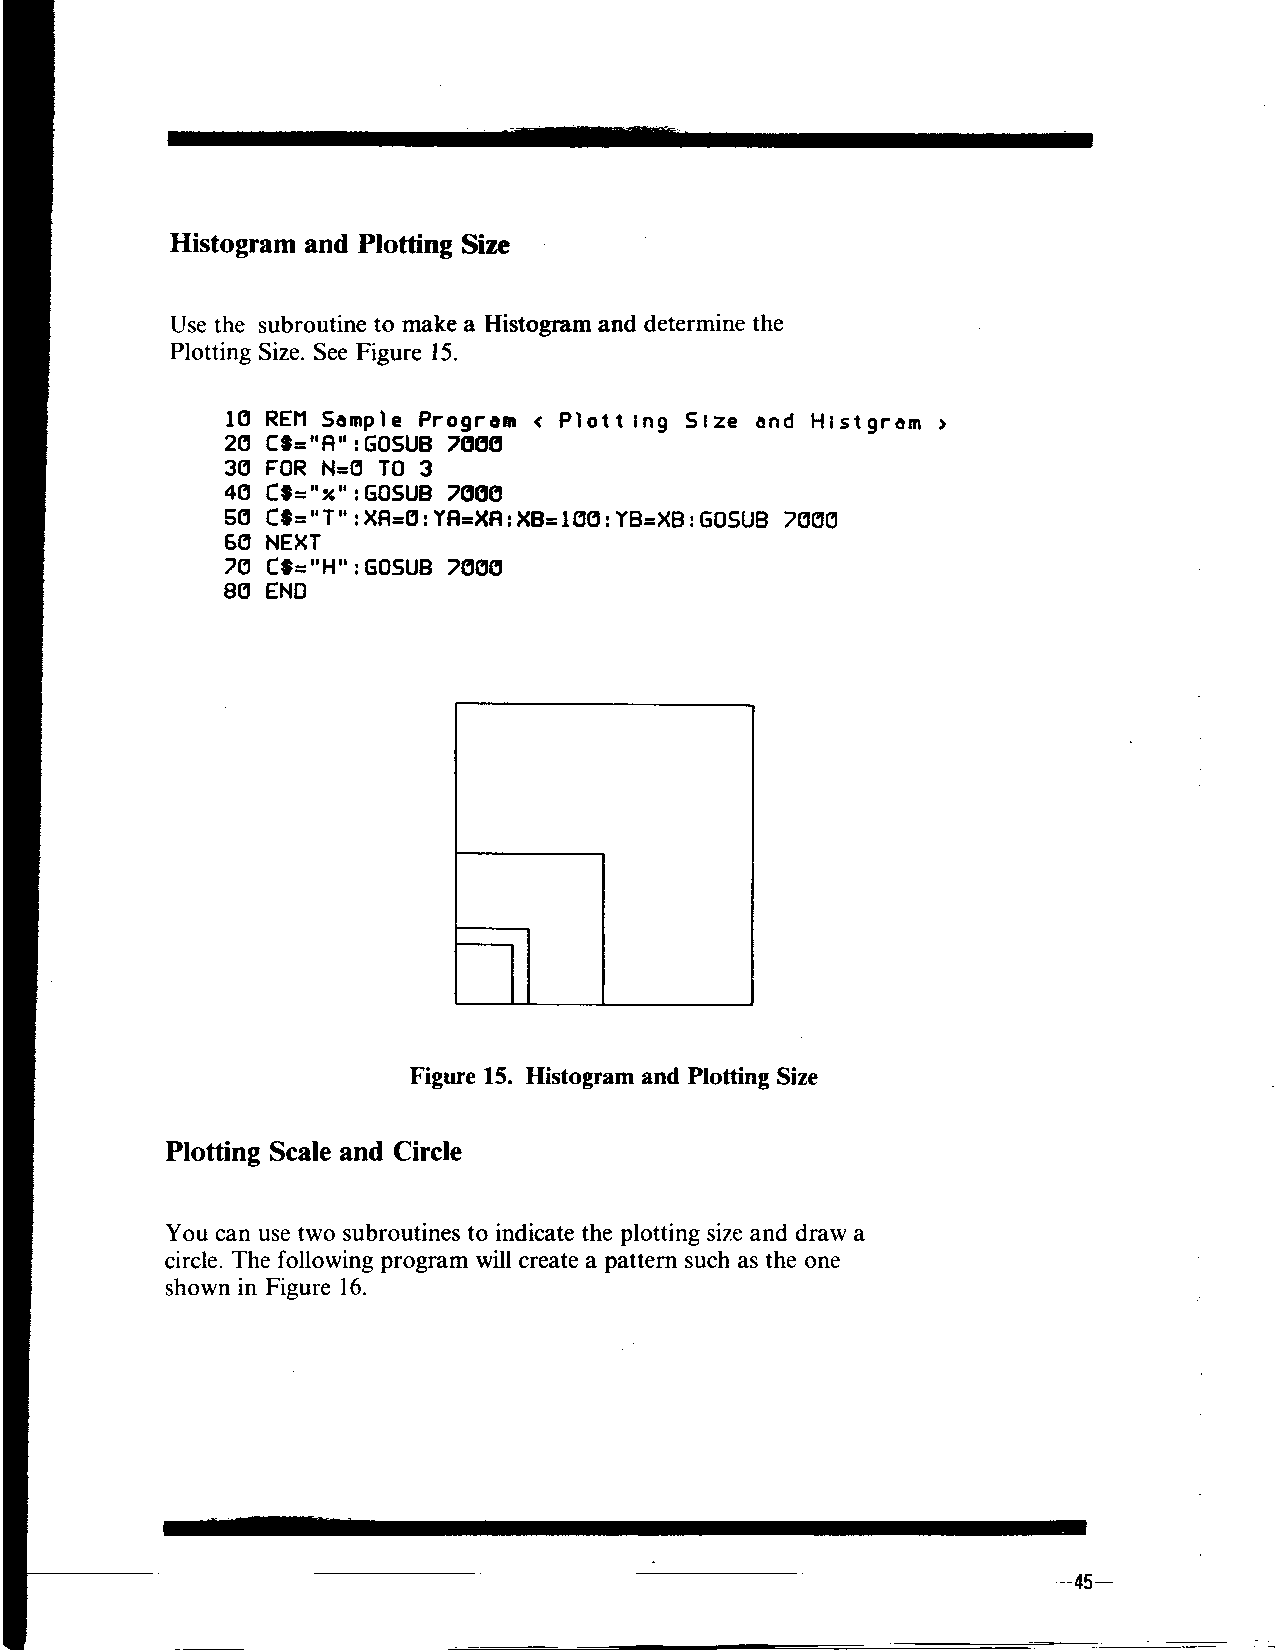 Histogram and Plotting Size
Use the subroutine to make a Histogram and determine the
Plotting Size. See Figure 15.
10 REM Sample Program < Plotting Size and Histgram >
20 C$="A":GOSUB 7000
30 FOR N=0 TO 3
40 C$="%":GOSUB 7000
50 C$="T":XA=0:YA=XA:XB=100:YB=XB:GOSUB 7000
60 NEXT
70 C$="H":GOSUB 7000
80 END
Figure 15. Histogram and Plotting Size
Plotting Scale and Circle
You can use two subroutines to indicate the plotting size and draw a
circle. The following program will create a pattern such as the one
shown in Figure 16.
—45—